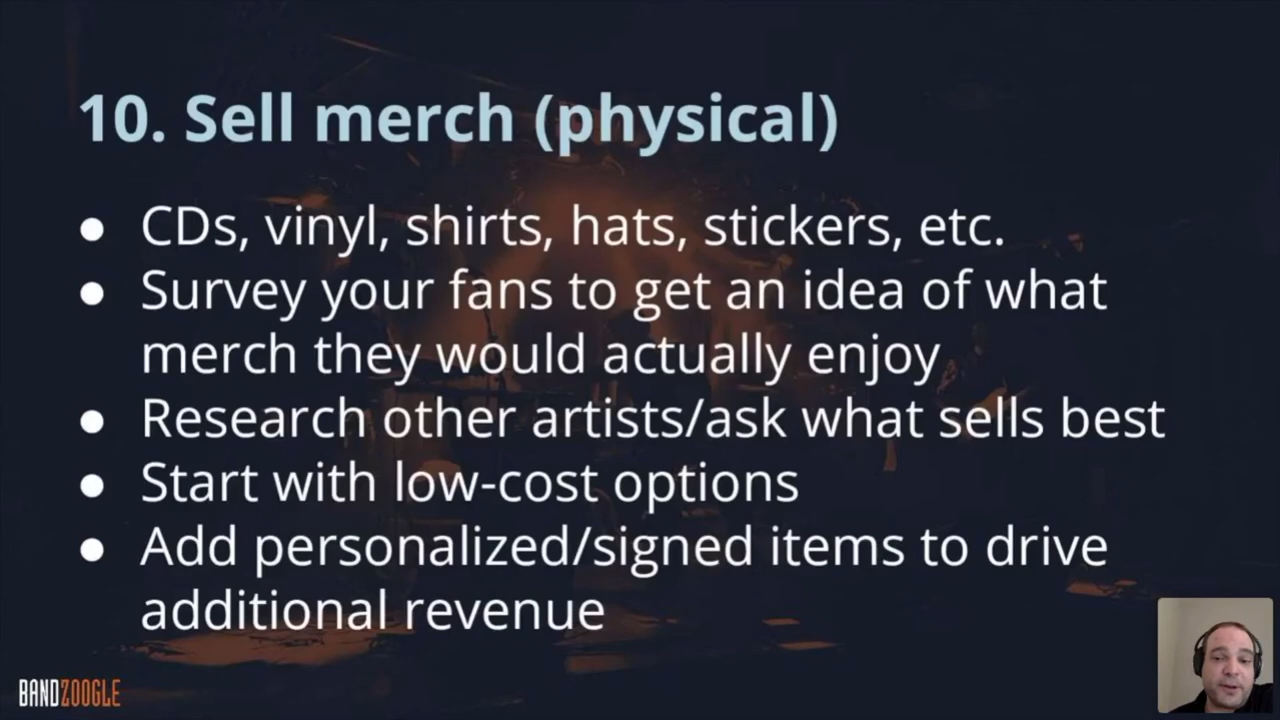 10. Sell merch (physical)
● CDs, vinyl, shirts, hats, stickers, etc.
● Survey your fans to get an idea of what
merch they would actually enjoy
● Research other artists/ask what sells best
● Start with low-cost options
● Add personalized/signed items to drive
additional revenue
BANDZOOGLE